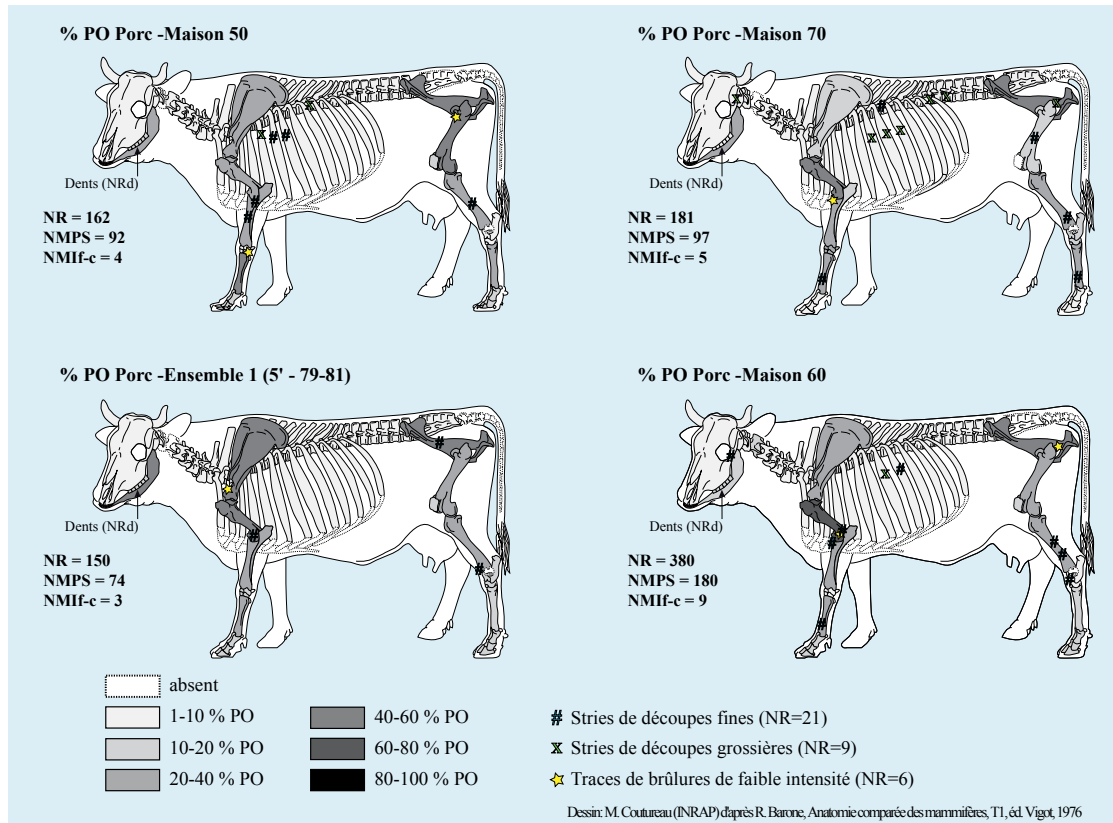 % PO Porc -Maison 50
Dents (NRd)
NR = 162
NMPS = 92
NMIf-c = 4
% PO Porc -Maison 70
Dents (NRd)
NR = 181
NMPS = 97
NMIf-c = 5
% PO Porc -Ensemble 1 (5' - 79-81)
Dents (NRd)
NR = 150
NMPS = 74
NMIf-c = 3
% PO Porc -Maison 60
Dents (NRd)
NR = 380
NMPS = 180
NMIf-c = 9
absent
1-10 % PO
10-20 % PO
20-40 % PO
40-60 % PO
60-80 % PO
80-100 % PO
# Stries de découpes fines (NR=21)
Stries de découpes grossières (NR=9)
Traces de brûlures de faible intensité (NR=6)
Dessin: M. Coutureau (INRAP) d'après R. Barone, Anatomie comparée des mammifères, T1, éd. Vigot, 1976